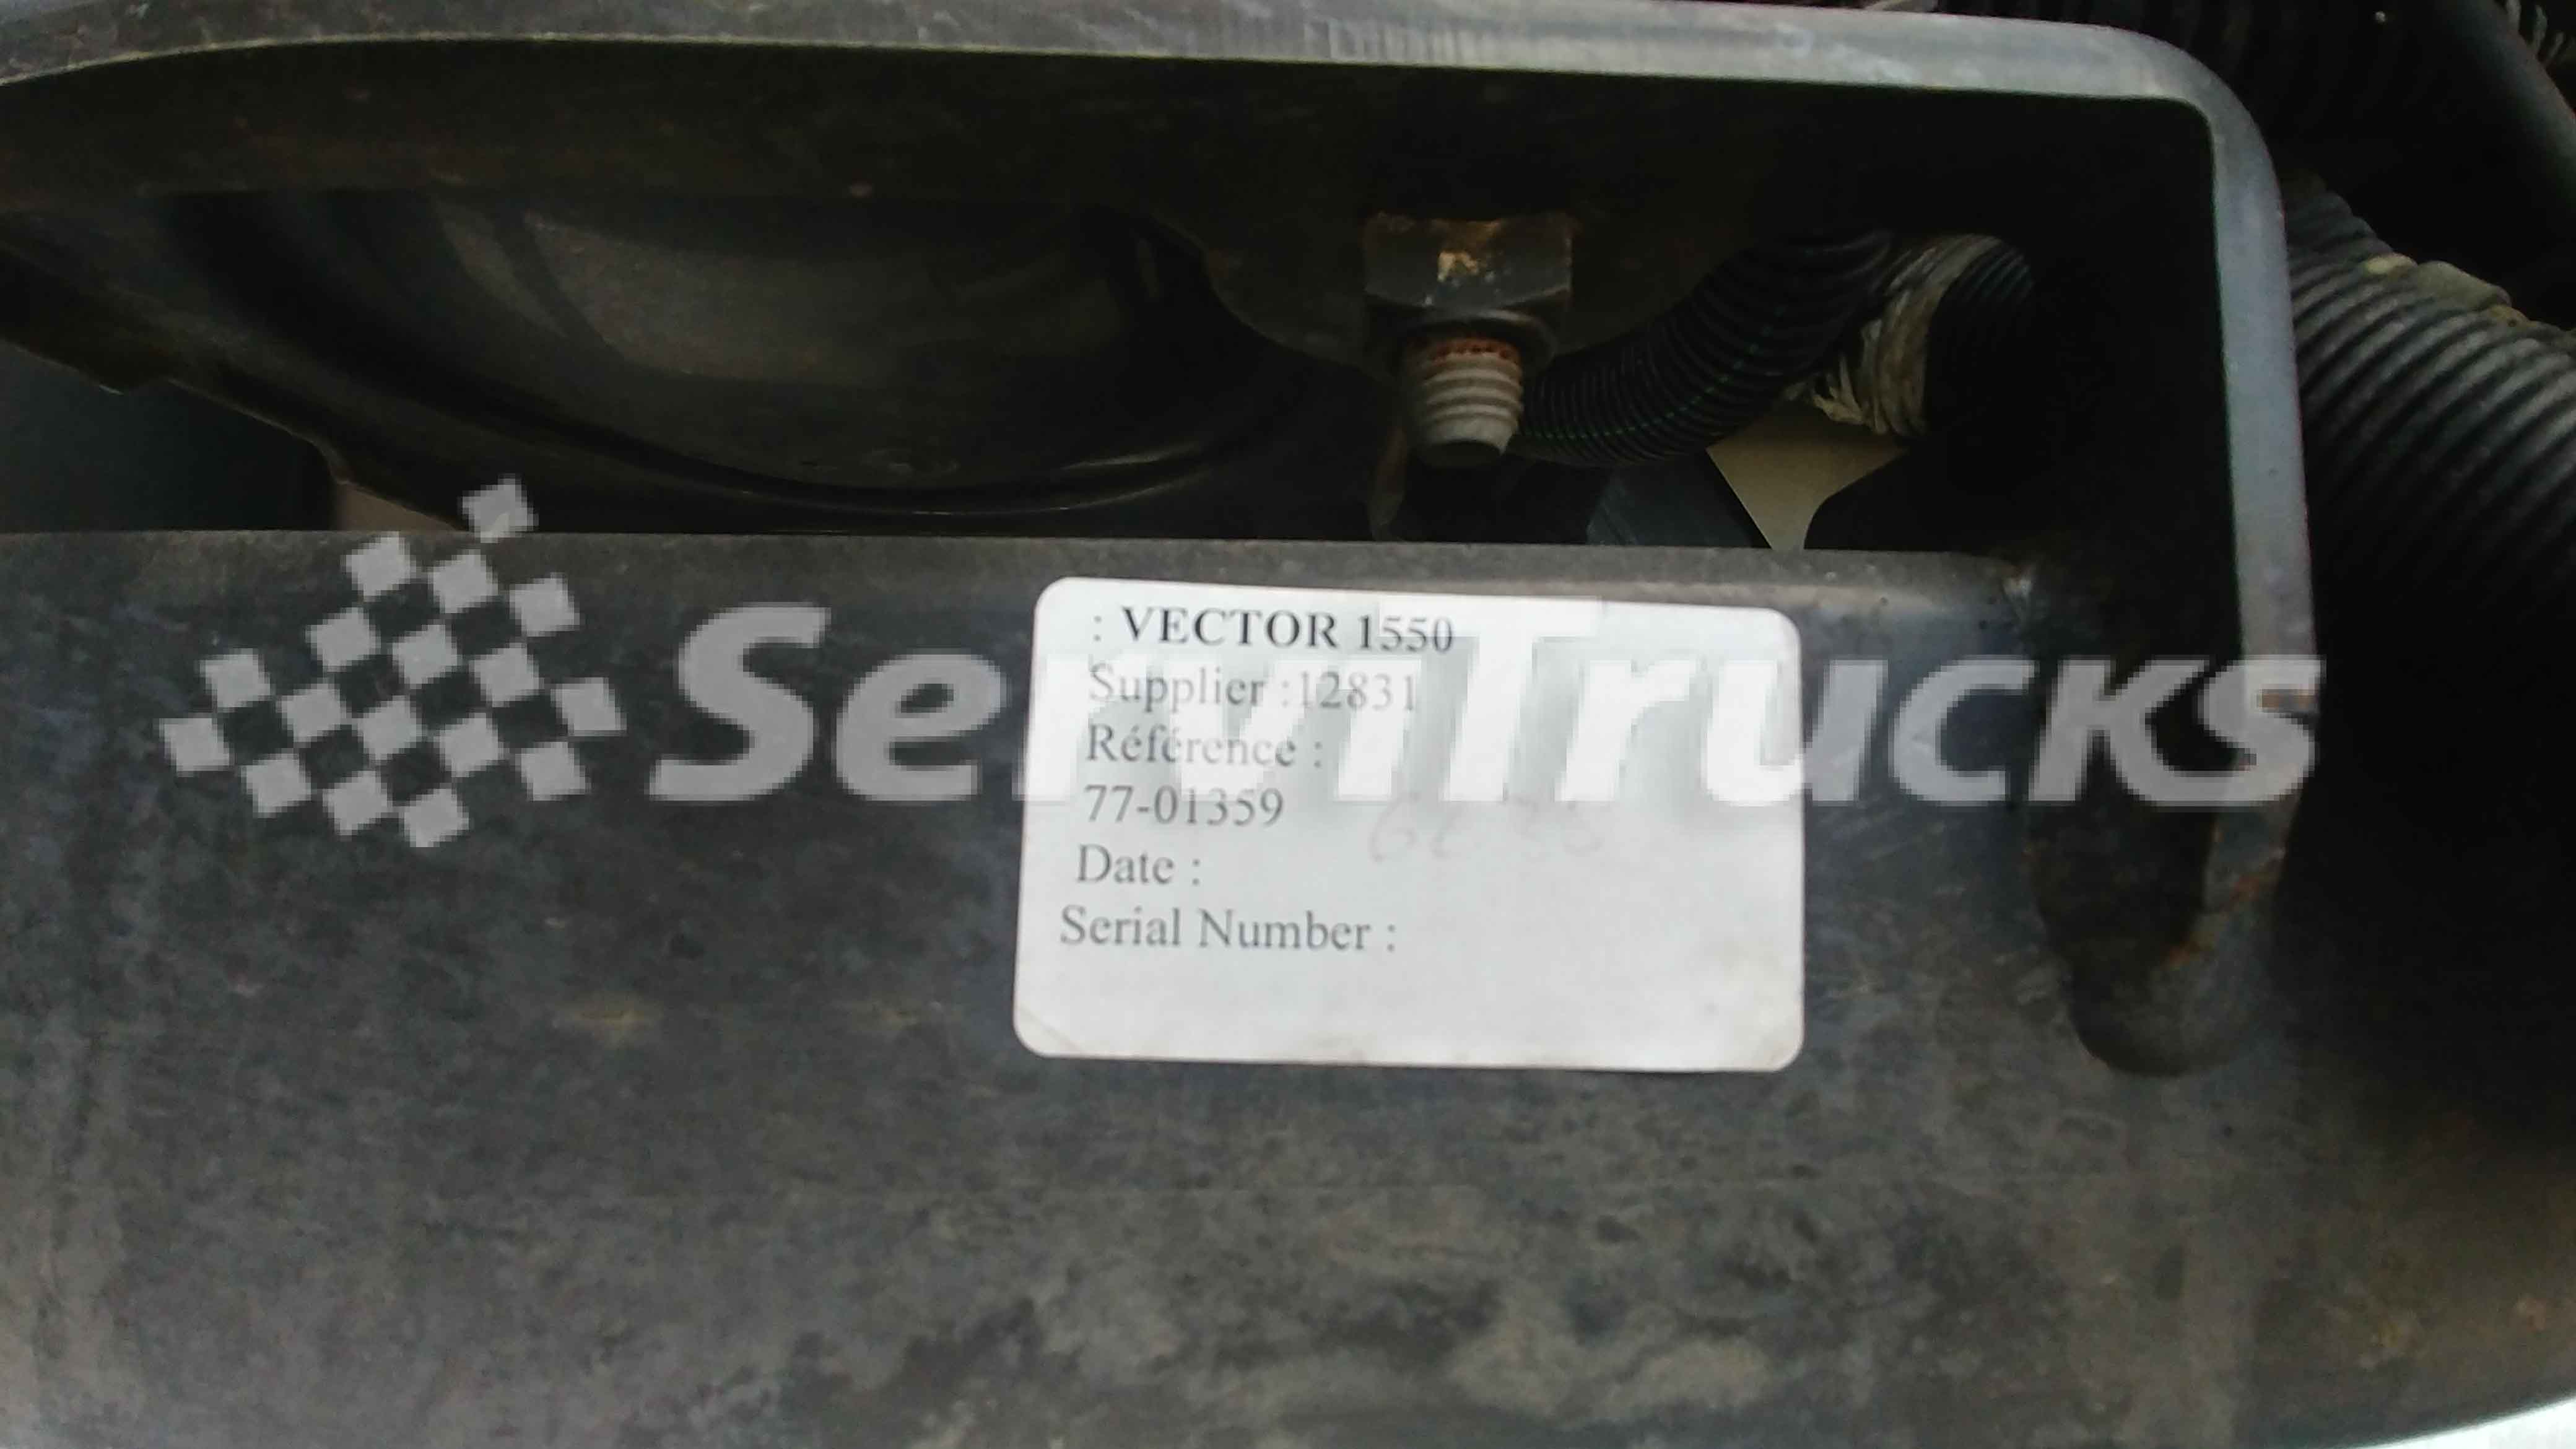 : VECTOR 1550
Supplier :12831
Référence :
77-01359
Date :
Serial Number :
ServiTrucks